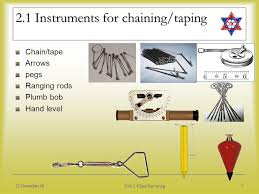 2.1 Instruments for chaining/taping
Chain/tape
Arrows
pegs
Ranging rods
Plumb bob
Hand level